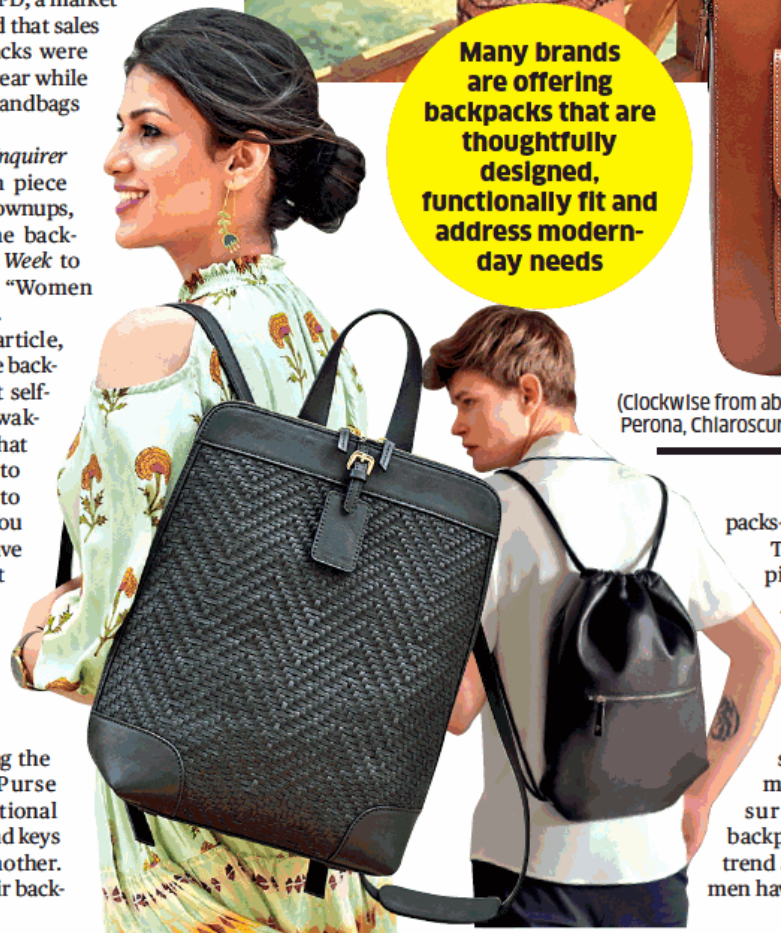 a market
d that sales
cks were
ear while
andbags
nquirer
piece
ownups,
e back-
Week to
"Women
article,
e back-
t self-
wak-
hat
to
to
ou
ve
t
g the
Purse
tional
d keys
nother.
ir back-
Many brands
are offering
backpacks that are
thoughtfully
designed,
functionally fit and
address modern-
day needs
(Clockwise from ab
Perona, Chiaroscur
packs-
T
pi
s
m
sur
backp
trend
men hav